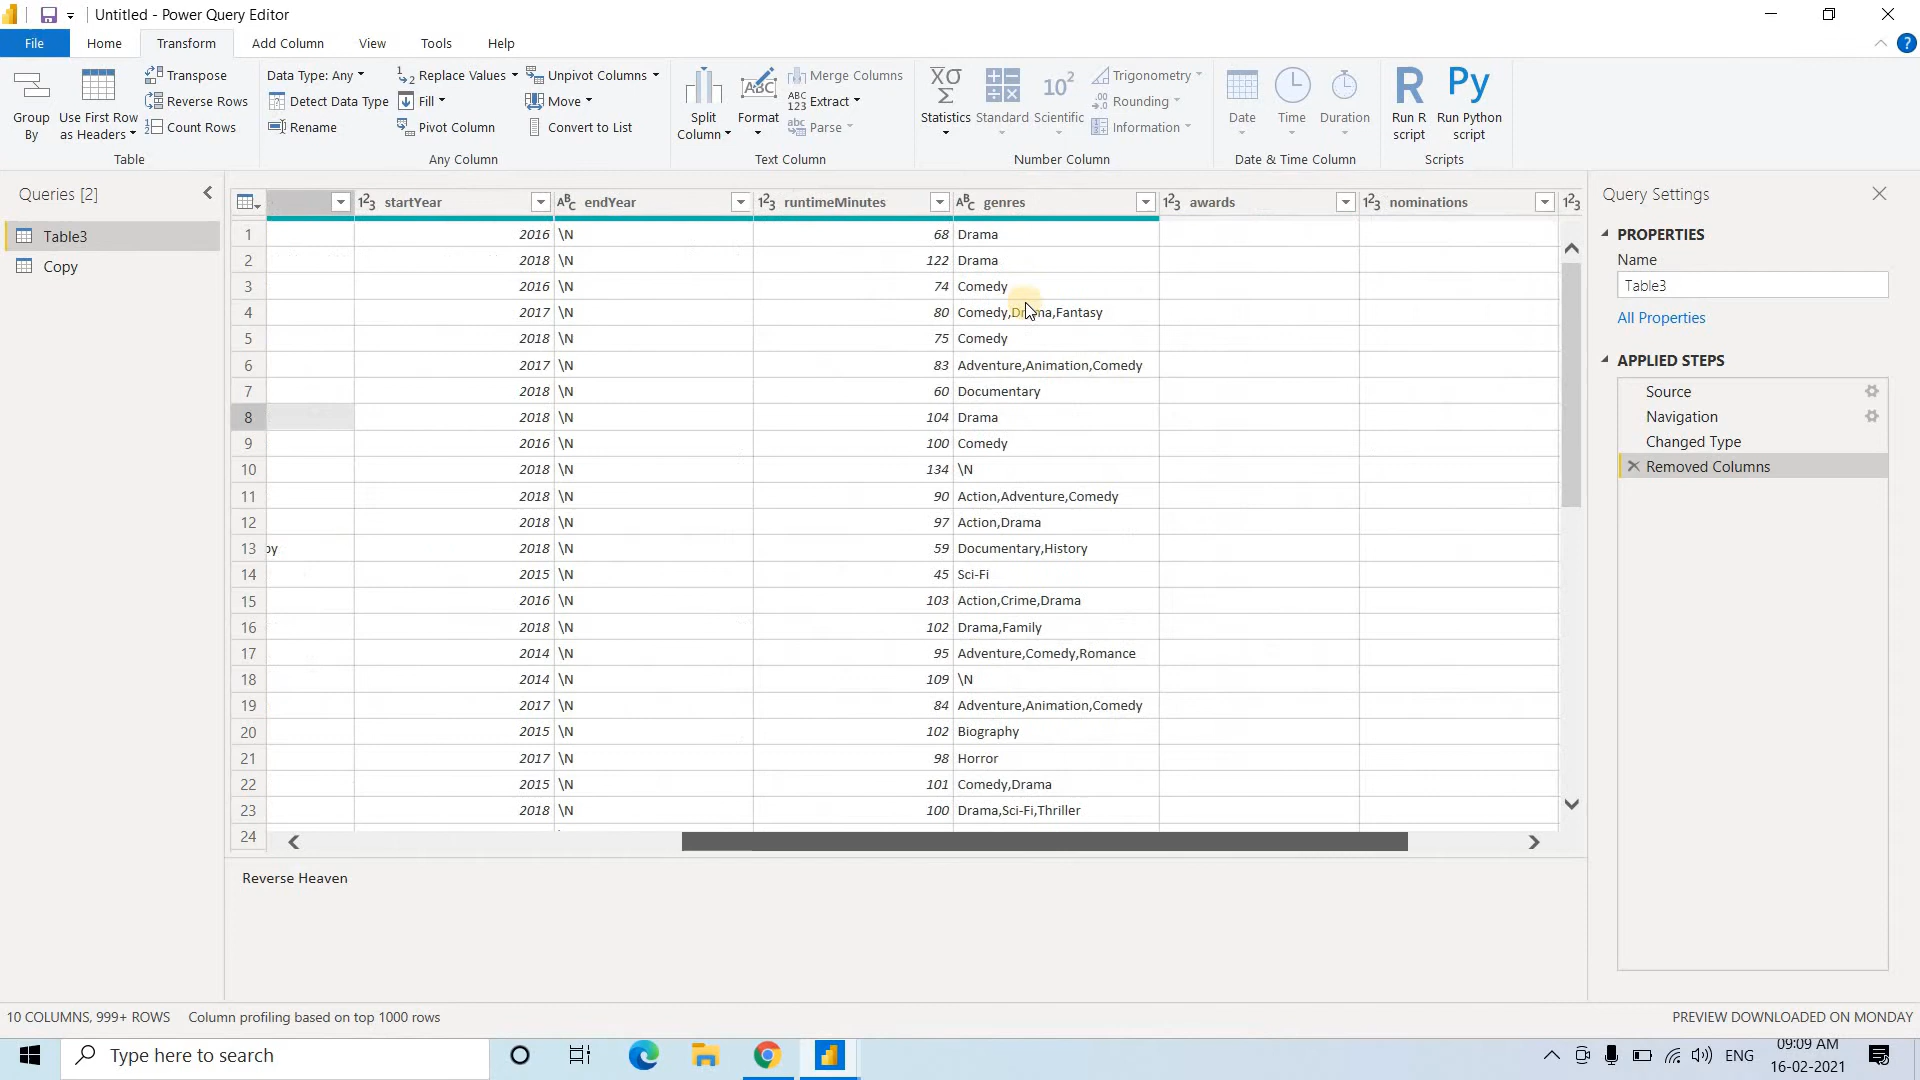 Untitled - Power Query Editor
File Home Transform Add Column View Tools Help
Group By
Use First Row as Headers
Transpose
Reverse Rows
Count Rows
Table
Data Type: Any
Detect Data Type
Rename
Replace Values
Fill
Pivot Column
Unpivot Columns
Move
Convert to List
Any Column
Split Column
Format
Merge Columns
Extract
Parse
Text Column
Statistics
Standard
Scientific
Trigonometry
Rounding
Information
Number Column
Date
Time
Duration
Date & Time Column
Run R script
Run Python script
Scripts
Queries [2]
Table3
Copy
startYear endYear runtimeMinutes genres awards nominations
1 2016 \N 68 Drama
2 2018 \N 122 Drama
3 2016 \N 74 Comedy
4 2017 \N 80 Comedy,Drama,Fantasy
5 2018 \N 75 Comedy
6 2017 \N 83 Adventure,Animation,Comedy
7 2018 \N 60 Documentary
8 2018 \N 104 Drama
9 2016 \N 100 Comedy
10 2018 \N 134 \N
11 2018 \N 90 Action,Adventure,Comedy
12 2018 \N 97 Action,Drama
13 by 2018 \N 59 Documentary,History
14 2015 \N 45 Sci-Fi
15 2016 \N 103 Action,Crime,Drama
16 2018 \N 102 Drama,Family
17 2014 \N 95 Adventure,Comedy,Romance
18 2014 \N 109 \N
19 2017 \N 84 Adventure,Animation,Comedy
20 2015 \N 102 Biography
21 2017 \N 98 Horror
22 2015 \N 101 Comedy,Drama
23 2018 \N 100 Drama,Sci-Fi,Thriller
24
Reverse Heaven
Query Settings
PROPERTIES
Name
Table3
All Properties
APPLIED STEPS
Source
Navigation
Changed Type
Removed Columns
10 COLUMNS, 999+ ROWS Column profiling based on top 1000 rows
PREVIEW DOWNLOADED ON MONDAY
Type here to search
ENG
09:09 AM
16-02-2021